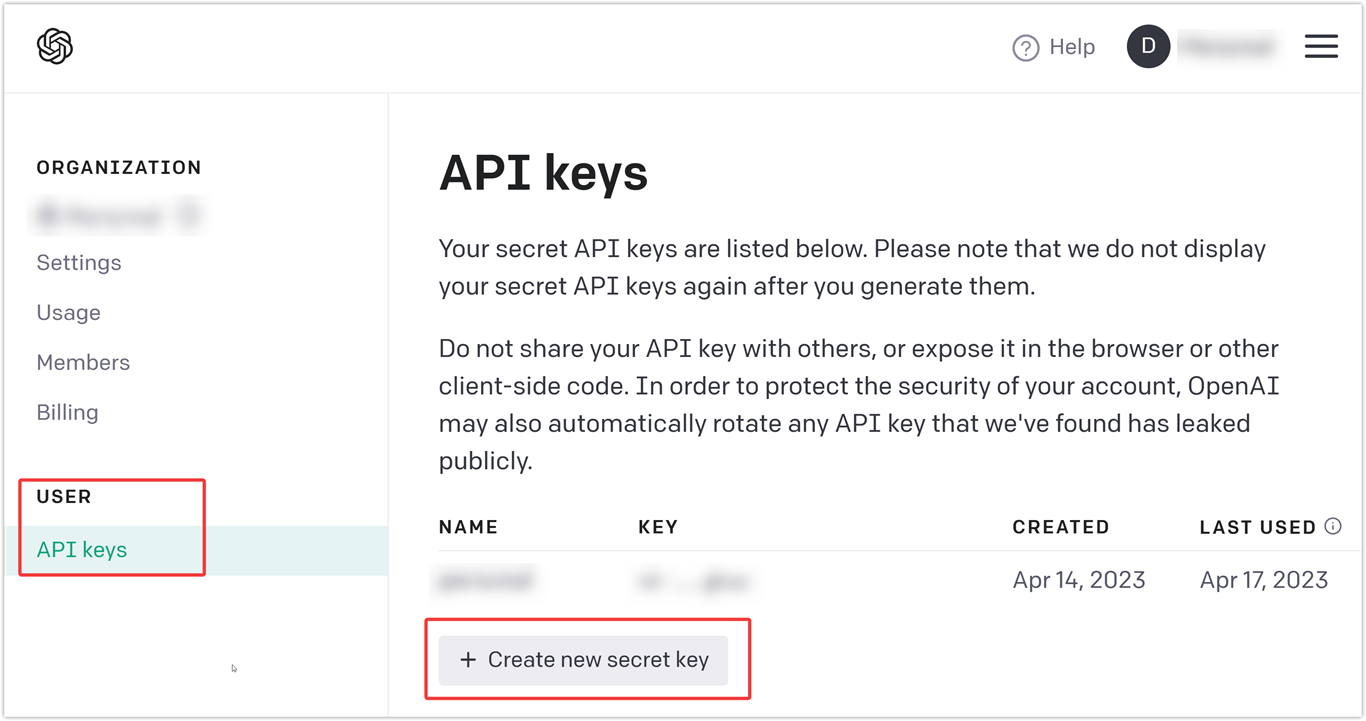 Help
D
ORGANIZATION
Settings
Usage
Members
Billing
USER
API keys
API keys
Your secret API keys are listed below. Please note that we do not display
your secret API keys again after you generate them.
Do not share your API key with others, or expose it in the browser or other
client-side code. In order to protect the security of your account, OpenAI
may also automatically rotate any API key that we've found has leaked
publicly.
NAME KEY CREATED LAST USED
Apr 14, 2023 Apr 17, 2023
+ Create new secret key